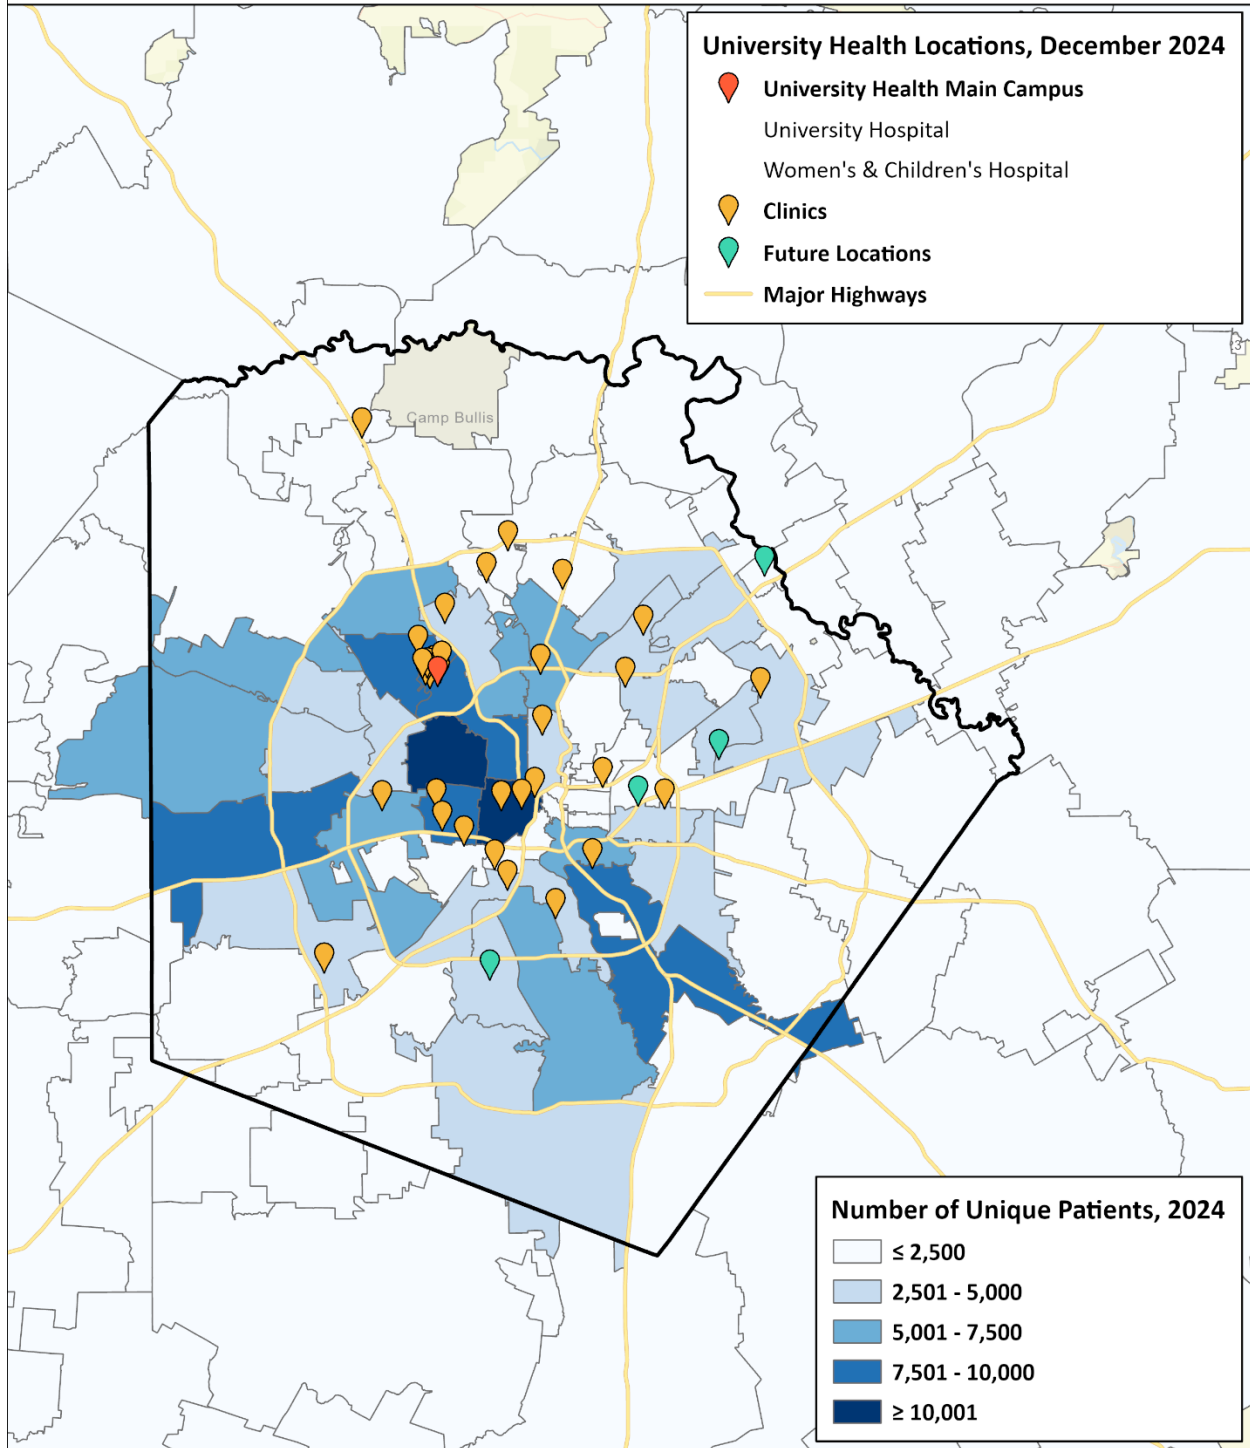 University Health Locations, December 2024
University Health Main Campus
University Hospital
Women's & Children's Hospital
Clinics
Future Locations
Major Highways
Camp Bullis
Number of Unique Patients, 2024
≤ 2,500
2,501 - 5,000
5,001 - 7,500
7,501 - 10,000
≥ 10,001